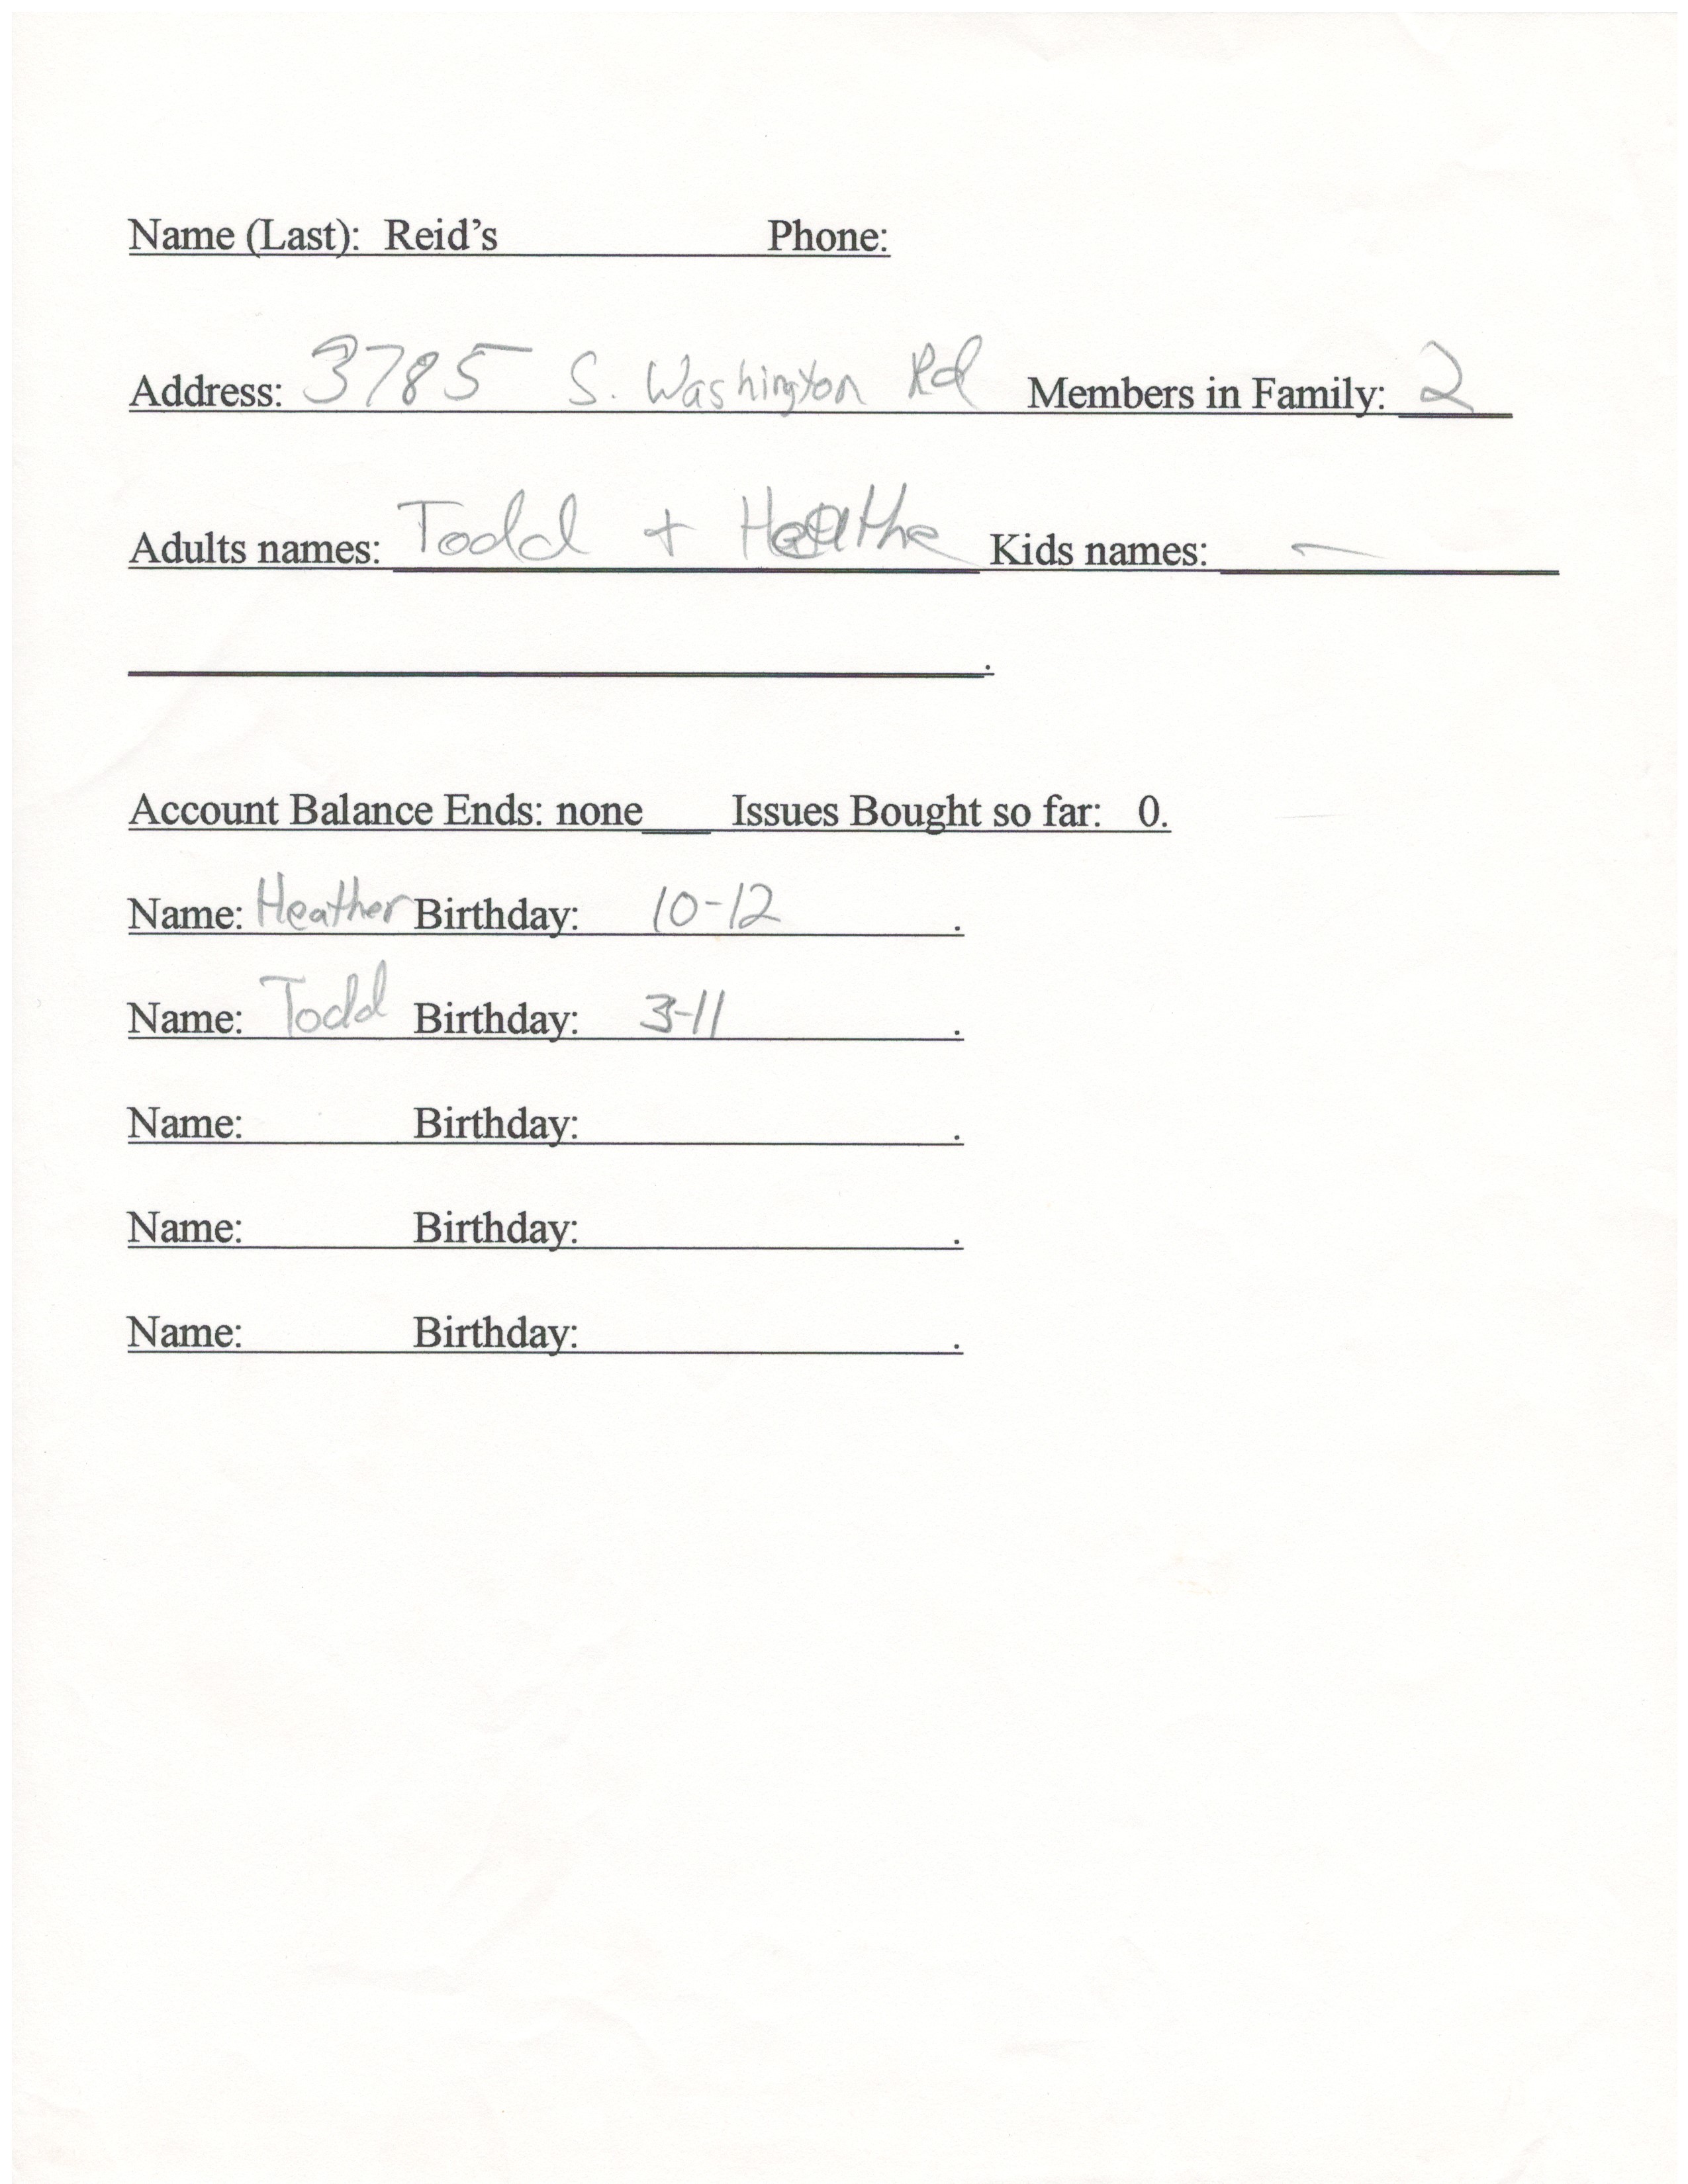 Name (Last): Reid's Phone:
Address: 3785 S. Washington Rd Members in Family: 2
Adults names: Todd + Heathe Kids names: —
.
Account Balance Ends: none Issues Bought so far: 0.
Name: Heather Birthday: 10-12 .
Name: Todd Birthday: 3-11 .
Name: Birthday: .
Name: Birthday: .
Name: Birthday: .